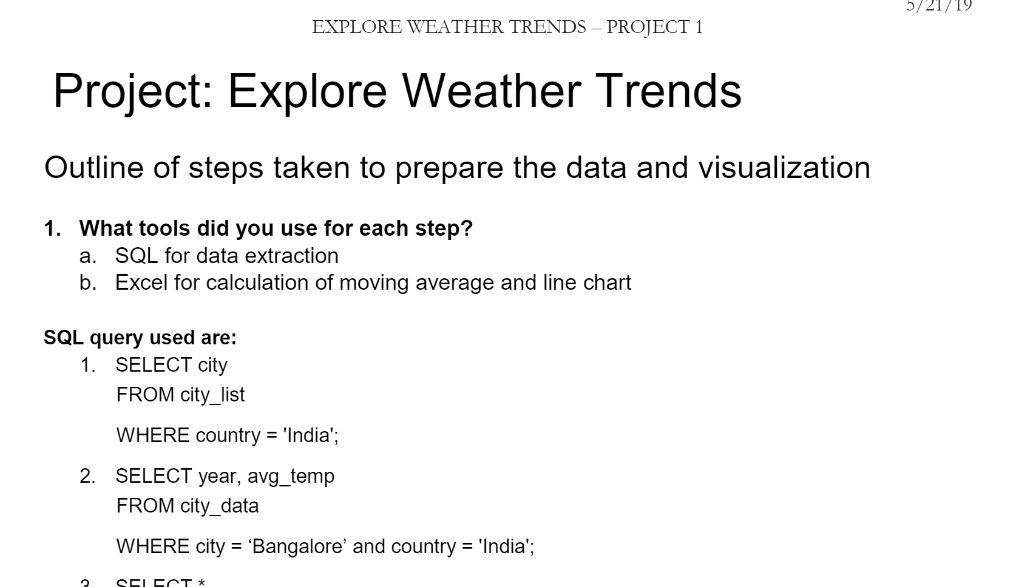 5/21/19
EXPLORE WEATHER TRENDS – PROJECT 1
Project: Explore Weather Trends
Outline of steps taken to prepare the data and visualization
1. What tools did you use for each step?
a. SQL for data extraction
b. Excel for calculation of moving average and line chart
SQL query used are:
1. SELECT city
FROM city_list
WHERE country = 'India';
2. SELECT year, avg_temp
FROM city_data
WHERE city = ‘Bangalore’ and country = 'India';
3. SELECT *